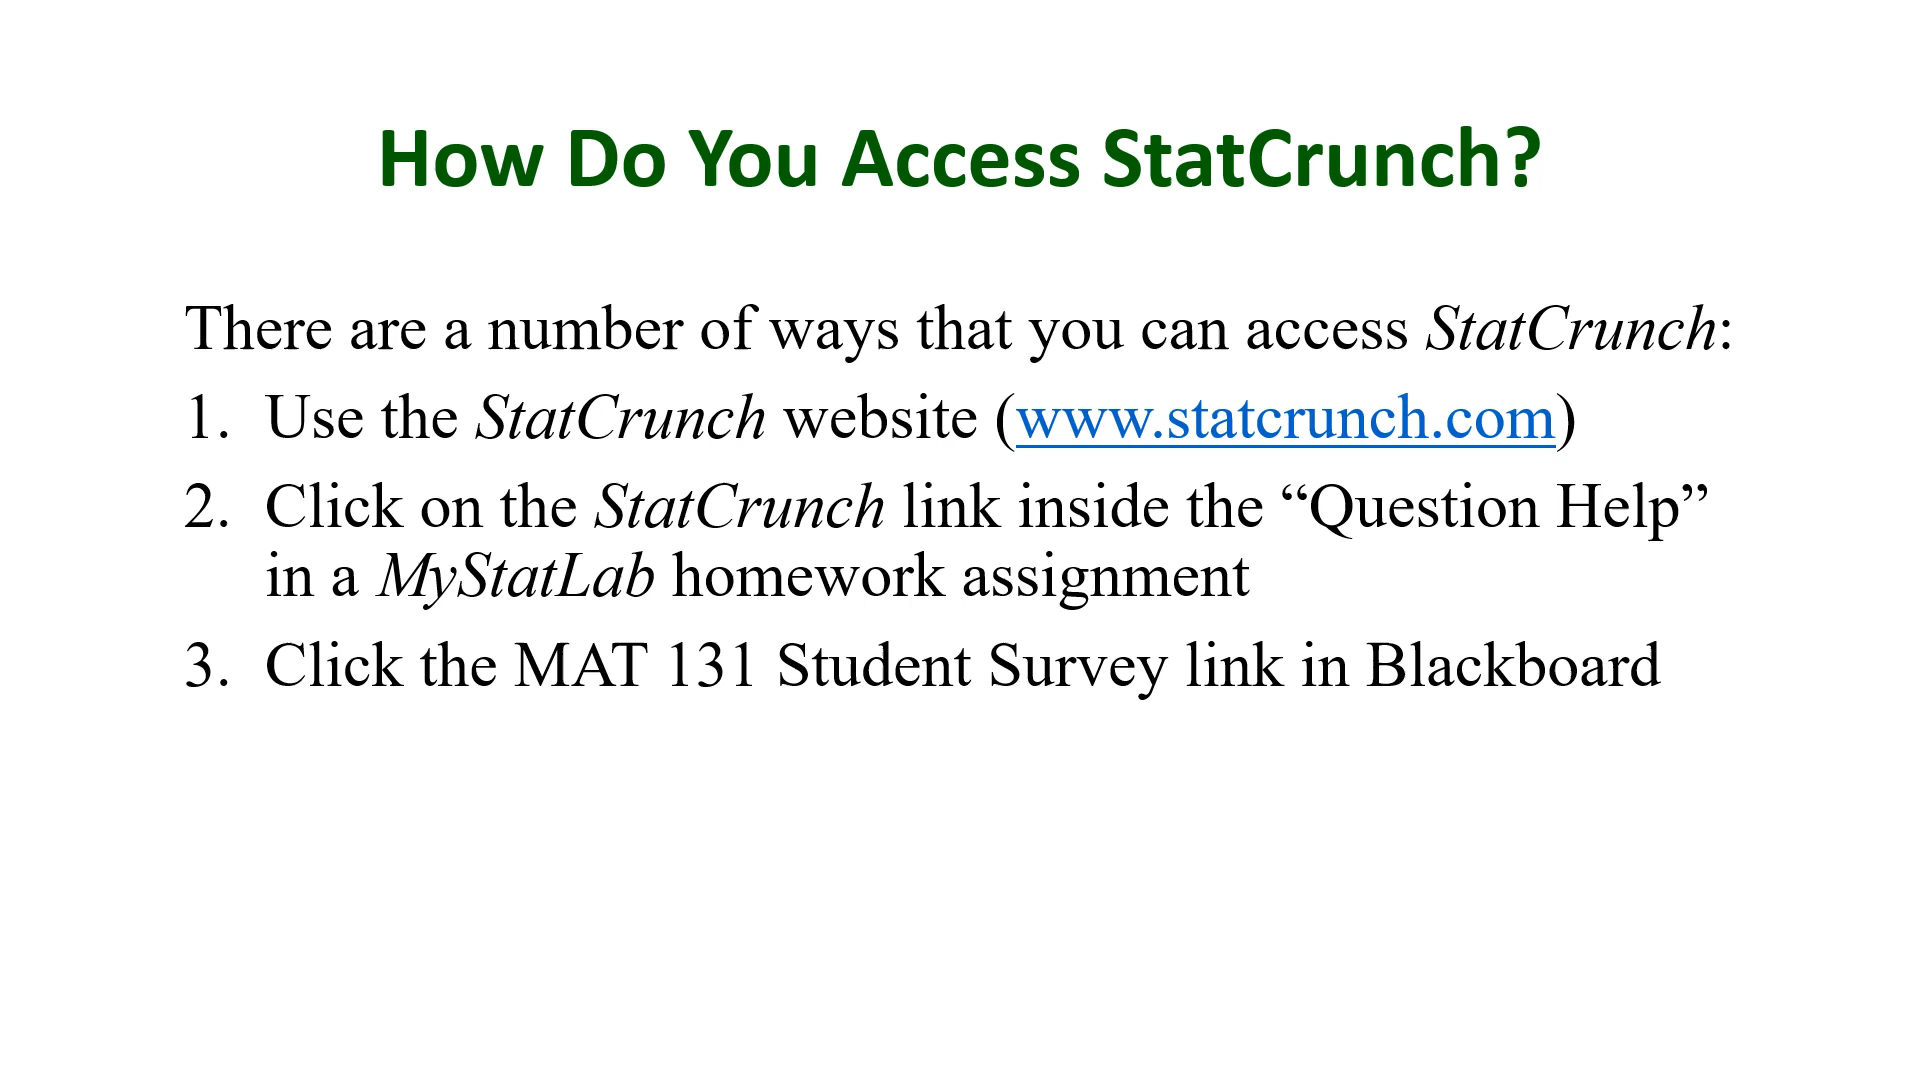 How Do You Access StatCrunch?
There are a number of ways that you can access StatCrunch:
1. Use the StatCrunch website (www.statcrunch.com)
2. Click on the StatCrunch link inside the “Question Help”
in a MyStatLab homework assignment
3. Click the MAT 131 Student Survey link in Blackboard